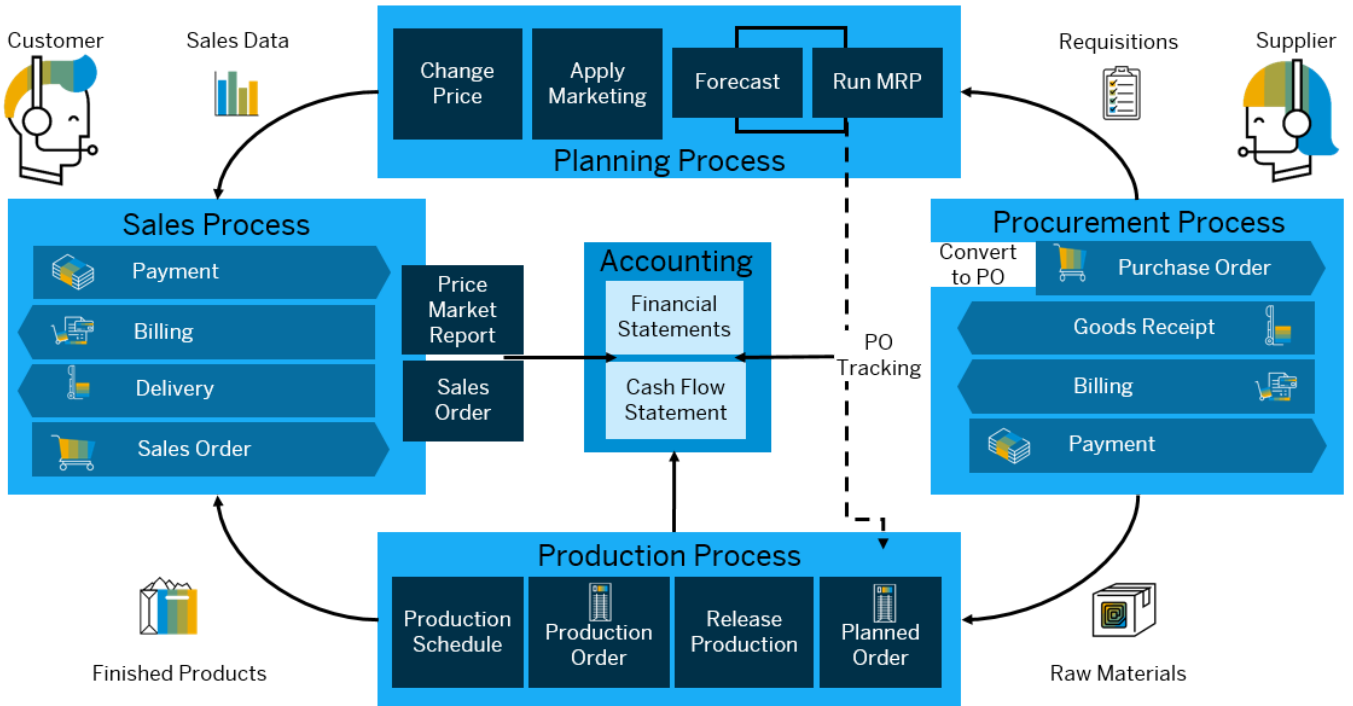 Customer
Sales Data
Change
Price
Apply
Marketing
Forecast
Run MRP
Planning Process
Requisitions
Supplier
Sales Process
Payment
Billing
Delivery
Sales Order
Price
Market
Report
Sales
Order
Accounting
Financial
Statements
Cash Flow
Statement
PO
Tracking
Procurement Process
Convert
to PO
Purchase Order
Goods Receipt
Billing
Payment
Production Process
Production
Schedule
Production
Order
Release
Production
Planned
Order
Finished Products
Raw Materials